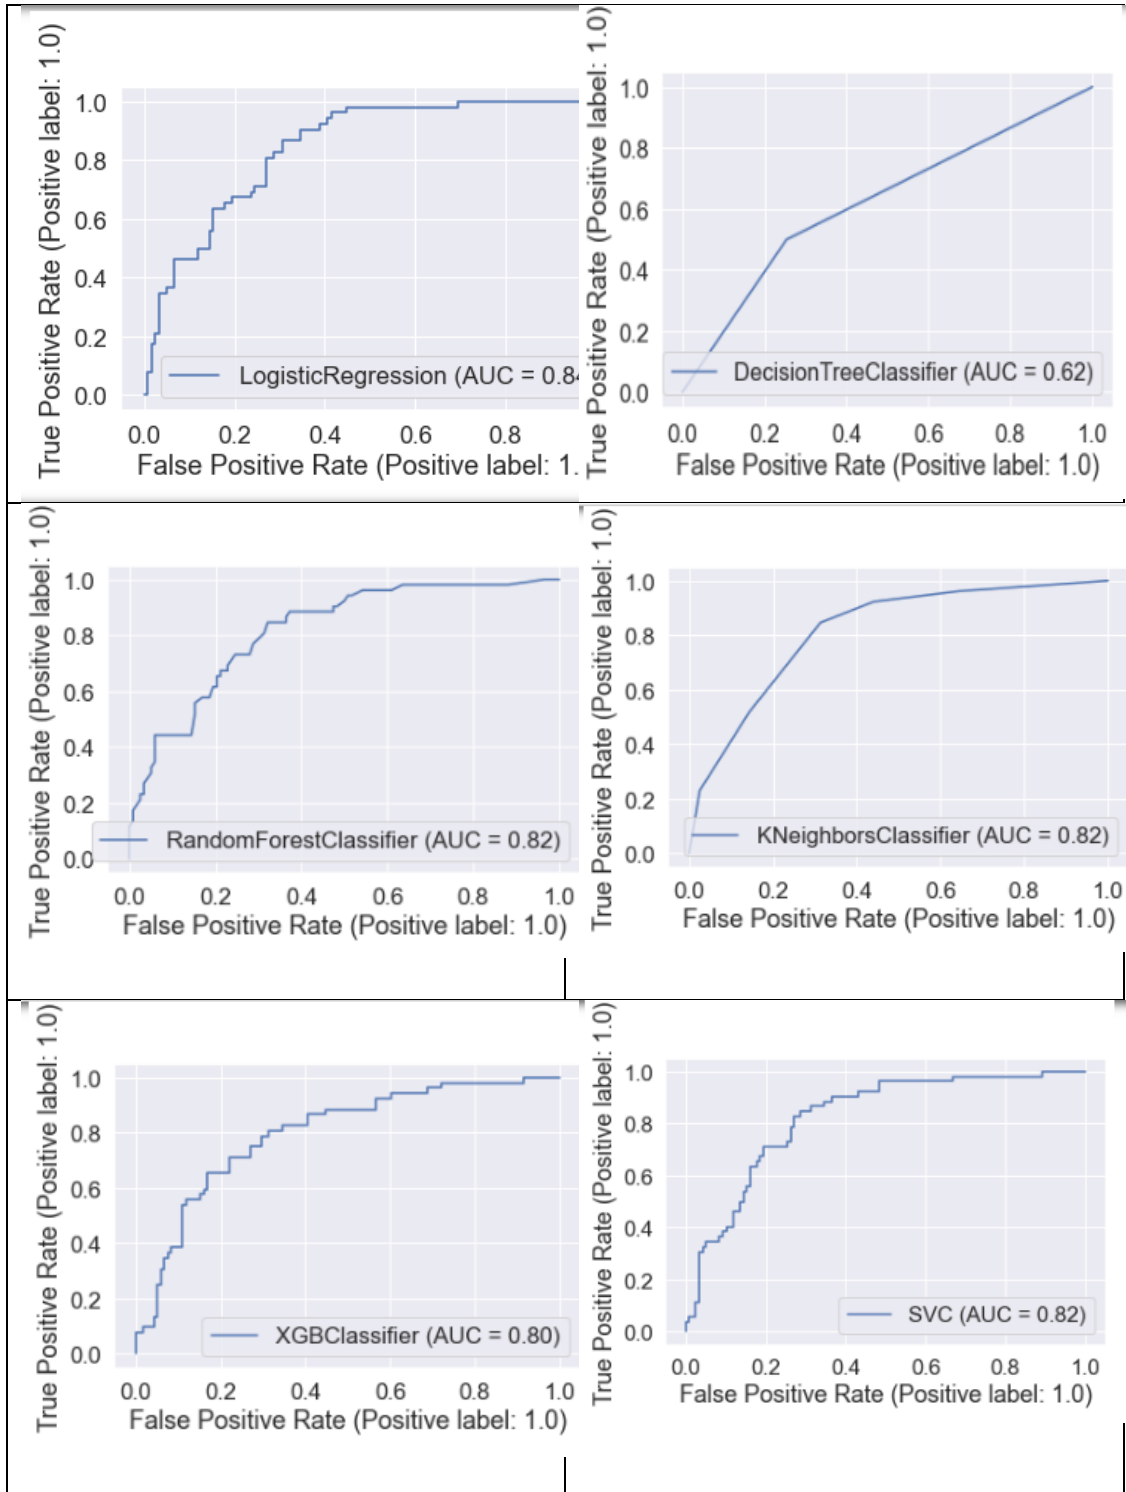 True Positive Rate (Positive label: 1.0)
1.0
0.8
0.6
0.4
0.2
0.0
LogisticRegression (AUC = 0.84
0.0 0.2 0.4 0.6 0.8
False Positive Rate (Positive label: 1.
True Positive Rate (Positive label: 1.0)
1.0
0.8
0.6
0.4
0.2
0.0
DecisionTreeClassifier (AUC = 0.62)
0.0 0.2 0.4 0.6 0.8 1.0
False Positive Rate (Positive label: 1.0)
True Positive Rate (Positive label: 1.0)
1.0
0.8
0.6
0.4
0.2
0.0
RandomForestClassifier (AUC = 0.82)
0.0 0.2 0.4 0.6 0.8 1.0
False Positive Rate (Positive label: 1.0)
True Positive Rate (Positive label: 1.0)
1.0
0.8
0.6
0.4
0.2
0.0
KNeighborsClassifier (AUC = 0.82)
0.0 0.2 0.4 0.6 0.8 1.0
False Positive Rate (Positive label: 1.0)
True Positive Rate (Positive label: 1.0)
1.0
0.8
0.6
0.4
0.2
0.0
XGBClassifier (AUC = 0.80)
0.0 0.2 0.4 0.6 0.8 1.0
False Positive Rate (Positive label: 1.0)
True Positive Rate (Positive label: 1.0)
1.0
0.8
0.6
0.4
0.2
0.0
SVC (AUC = 0.82)
0.0 0.2 0.4 0.6 0.8 1.0
False Positive Rate (Positive label: 1.0)